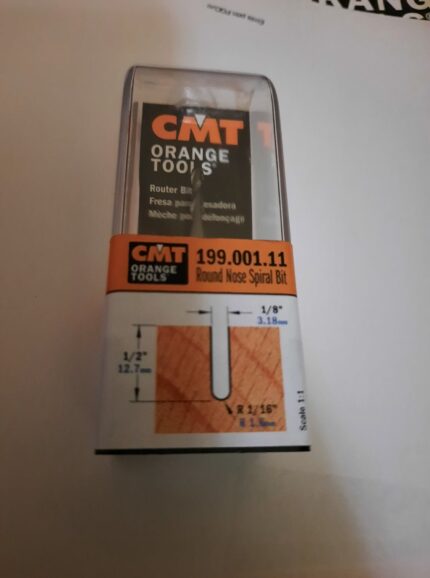 CMT
ORANGE
TOOLS®
Router Bit
CMT
ORANGE
TOOLS®
199.001.11
Round Nose Spiral Bit
1/8"
3.18mm
1/2"
12.7mm
R 1/16"
Scale 1:1